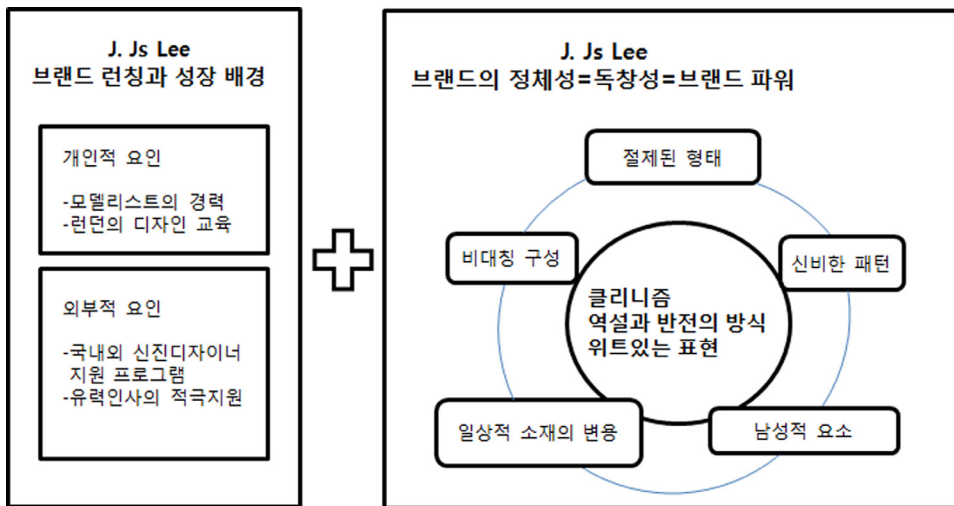 J. Js Lee
브랜드 런칭과 성장 배경
개인적 요인
-모델리스트의 경력
-런던의 디자인 교육
외부적 요인
-국내외 신진디자이너
지원 프로그램
-유력인사의 적극지원
J. Js Lee
브랜드의 정체성=독창성=브랜드 파워
절제된 형태
비대칭 구성
신비한 패턴
클리니즘
역설과 반전의 방식
위트있는 표현
일상적 소재의 변용
남성적 요소